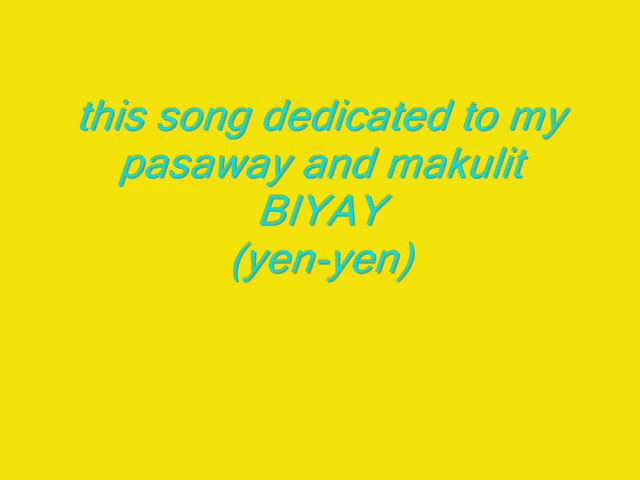 this song dedicated to my
pasaway and makulit
BIYAY
(yen-yen)